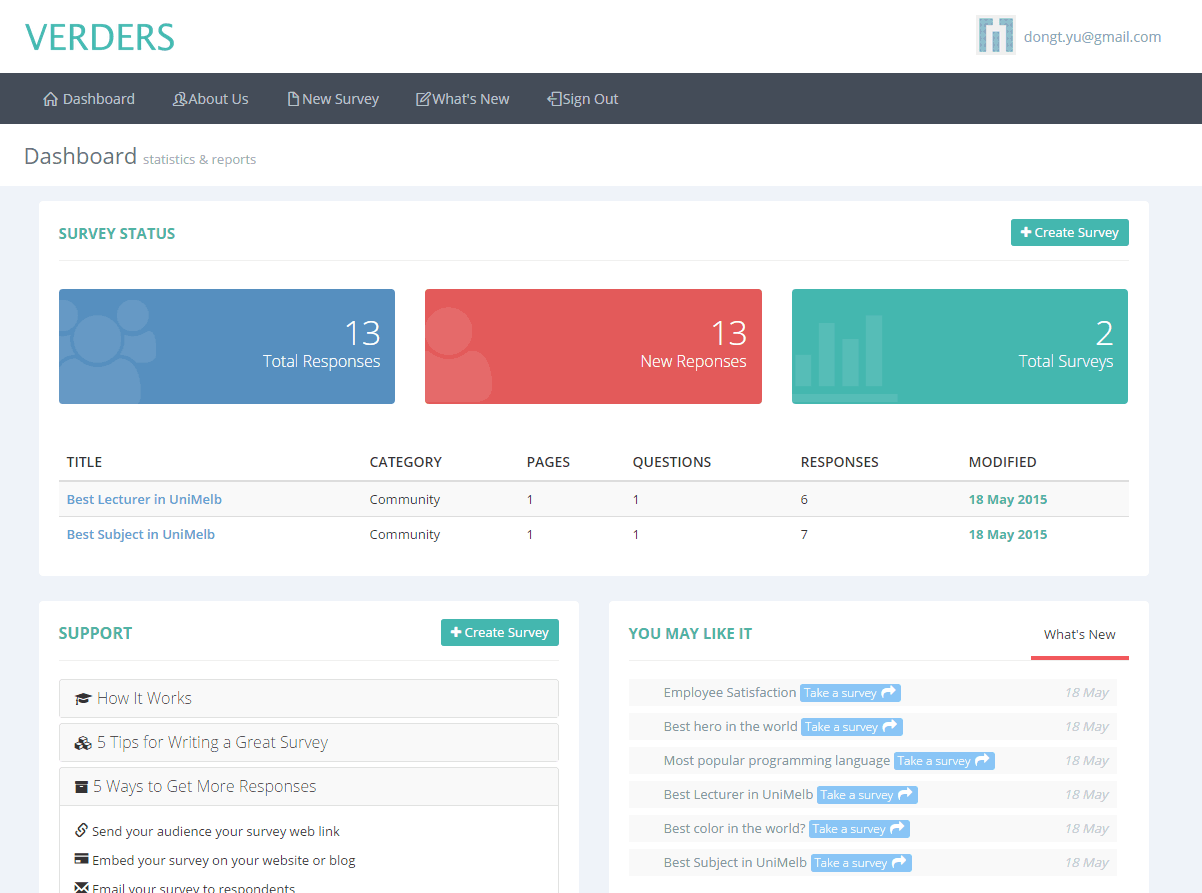 VERDERS
dongt.yu@gmail.com
Dashboard About Us New Survey What's New Sign Out
Dashboard statistics & reports
SURVEY STATUS
Create Survey
13
Total Responses
13
New Reponses
2
Total Surveys
TITLE CATEGORY PAGES QUESTIONS RESPONSES MODIFIED
Best Lecturer in UniMelb Community 1 1 6 18 May 2015
Best Subject in UniMelb Community 1 1 7 18 May 2015
SUPPORT
Create Survey
How It Works
5 Tips for Writing a Great Survey
5 Ways to Get More Responses
Send your audience your survey web link
Embed your survey on your website or blog
Email your survey to respondents
YOU MAY LIKE IT
What's New
Employee Satisfaction Take a survey 18 May
Best hero in the world Take a survey 18 May
Most popular programming language Take a survey 18 May
Best Lecturer in UniMelb Take a survey 18 May
Best color in the world? Take a survey 18 May
Best Subject in UniMelb Take a survey 18 May